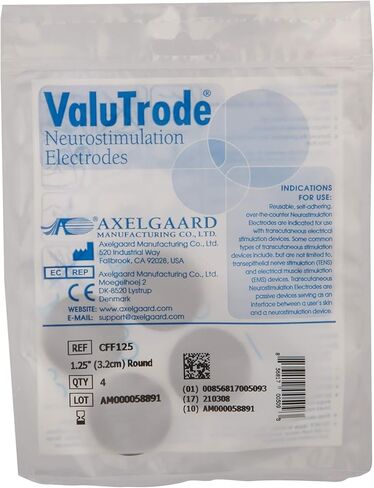 ValuTrode®
Neurostimulation
Electrodes
INDICATIONS
FOR USE:
Reusable, self-adhering,
over-the-counter Neurostimulation
Electrodes are indicated for use
with transcutaneous electrical
stimulation devices. Some common
types of transcutaneous stimulation
devices include, but are not limited to,
transepithelial nerve stimulation (TENS)
and electrical muscle stimulation
(EMS) devices. Transcutaneous
Neurostimulation Electrodes are
passive devices serving as an
interface between a user's skin
and a neurostimulation device.
AXELGAARD
MANUFACTURING CO., LTD.
Axelgaard Manufacturing Co., Ltd.
520 Industrial Way
Fallbrook, CA 92028, USA
EC REP
Axelgaard Manufacturing Co., Ltd.
Moegelhoej 2
DK-8520 Lystrup
Denmark
WEBSITE: www.axelgaard.com
E-MAIL: support@axelgaard.com
REF CFF125
1.25" (3.2cm) Round
QTY 4
LOT AM000058891
(01) 00856817005093
(17) 210308
(10) AM000058891